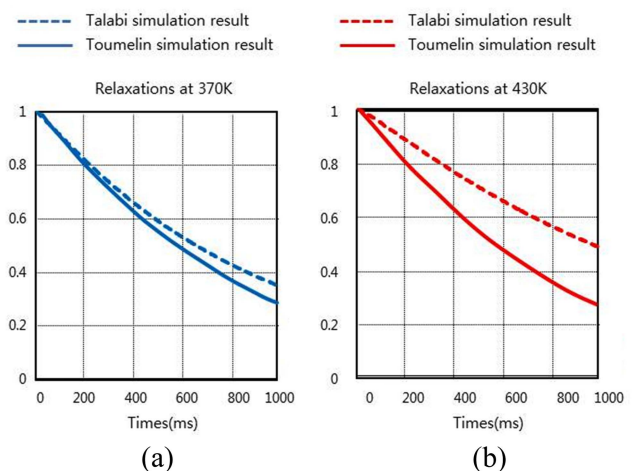 Talabi simulation result
Toumelin simulation result
Talabi simulation result
Toumelin simulation result
Relaxations at 370K
1
0.8
0.6
0.4
0.2
0
0 200 400 600 800 1000
Times(ms)
(a)
Relaxations at 430K
1
0.8
0.6
0.4
0.2
0
0 200 400 600 800 1000
Times(ms)
(b)